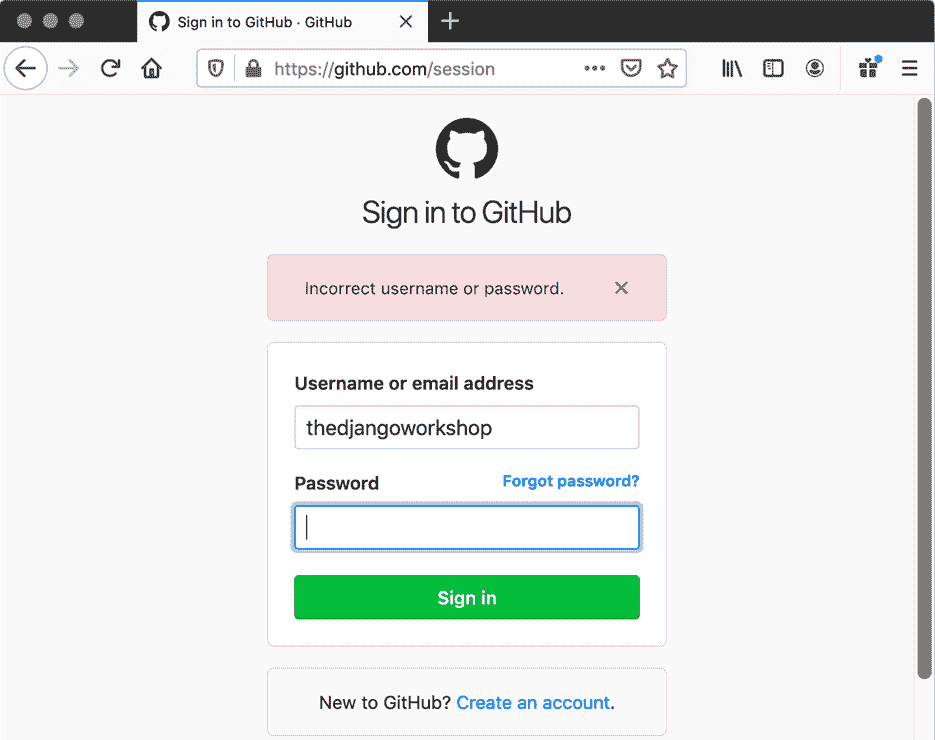 Sign in to GitHub · GitHub
https://github.com/session
Sign in to GitHub
Incorrect username or password.
Username or email address
thedjangoworkshop
Password Forgot password?
Sign in
New to GitHub? Create an account.